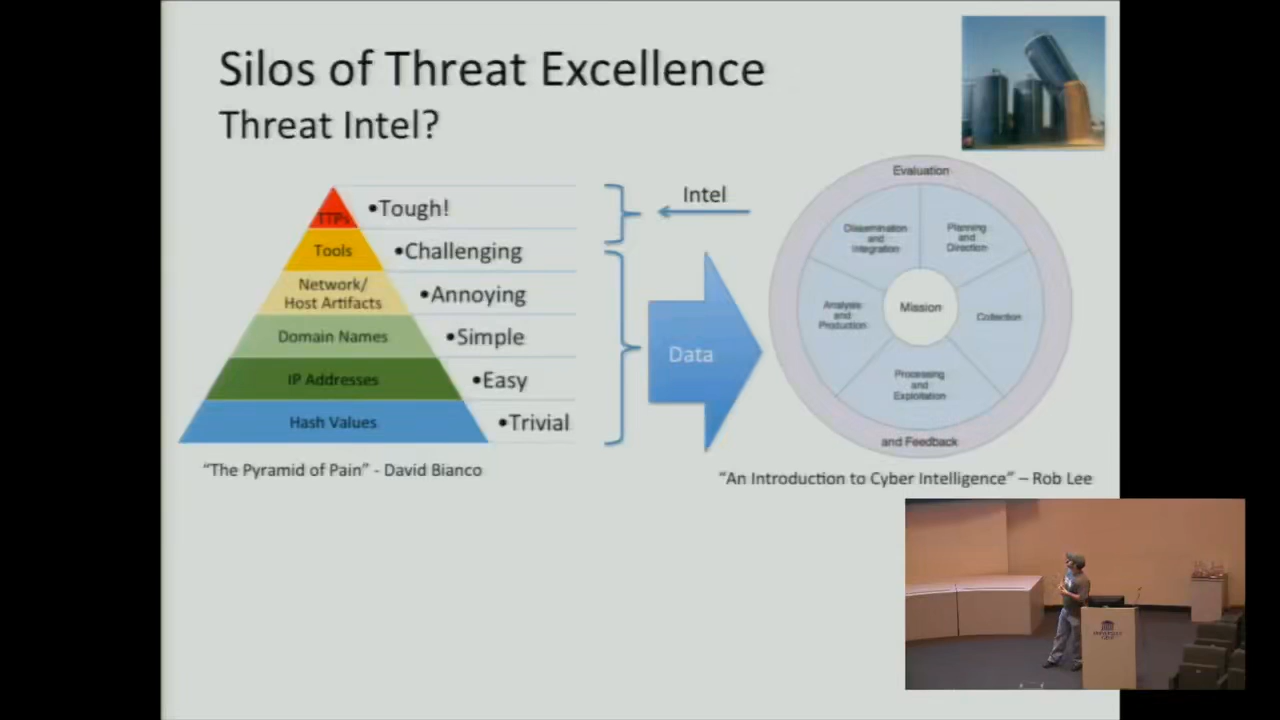 Silos of Threat Excellence
Threat Intel?
TTPs
•Tough!
Tools
•Challenging
Network/
Host Artifacts
•Annoying
Domain Names
•Simple
IP Addresses
•Easy
Hash Values
•Trivial
"The Pyramid of Pain" - David Bianco
Intel
Data
Evaluation
Dissemination
and
Integration
Planning
and
Direction
Analysis
and
Production
Mission
Collection
Processing
and
Exploitation
and Feedback
"An Introduction to Cyber Intelligence" – Rob Lee